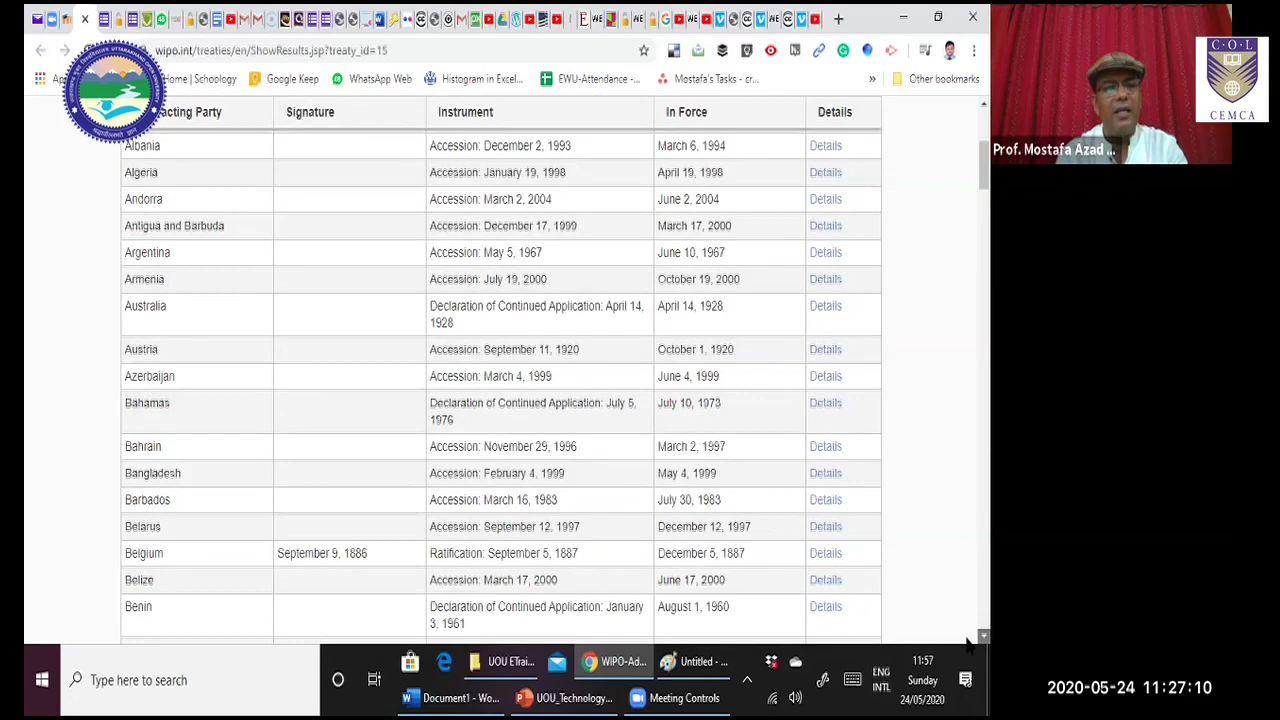 wipo.int/treaties/en/ShowResults.jsp?treaty_id=15
Home | Schoology Google Keep WhatsApp Web Histogram in Excel... EWU-Attendance -... Mostafa's Tasks - c... » Other bookmarks
acting Party Signature Instrument In Force Details
Albania Accession: December 2, 1993 March 6, 1994 Details
Algeria Accession: January 19, 1998 April 19, 1998 Details
Andorra Accession: March 2, 2004 June 2, 2004 Details
Antigua and Barbuda Accession: December 17, 1999 March 17, 2000 Details
Argentina Accession: May 5, 1967 June 10, 1967 Details
Armenia Accession: July 19, 2000 October 19, 2000 Details
Australia Declaration of Continued Application: April 14, April 14, 1928 Details
1928
Austria Accession: September 11, 1920 October 1, 1920 Details
Azerbaijan Accession: March 4, 1999 June 4, 1999 Details
Bahamas Declaration of Continued Application: July 5, July 10, 1973 Details
1976
Bahrain Accession: November 29, 1996 March 2, 1997 Details
Bangladesh Accession: February 4, 1999 May 4, 1999 Details
Barbados Accession: March 16, 1983 July 30, 1983 Details
Belarus Accession: September 12, 1997 December 12, 1997 Details
Belgium September 9, 1886 Ratification: September 5, 1887 December 5, 1887 Details
Belize Accession: March 17, 2000 June 17, 2000 Details
Benin Declaration of Continued Application: January August 1, 1960 Details
3, 1961
Type here to search
UOU ETrai... WIPO-Ad... Untitled - ...
Document1 - Wo... UOU_Technology... Meeting Controls
ENG
INTL
11:57
Sunday
24/05/2020
C·O·L
CEMCA
Prof. Mostafa Azad ...
2020-05-24 11:27:10